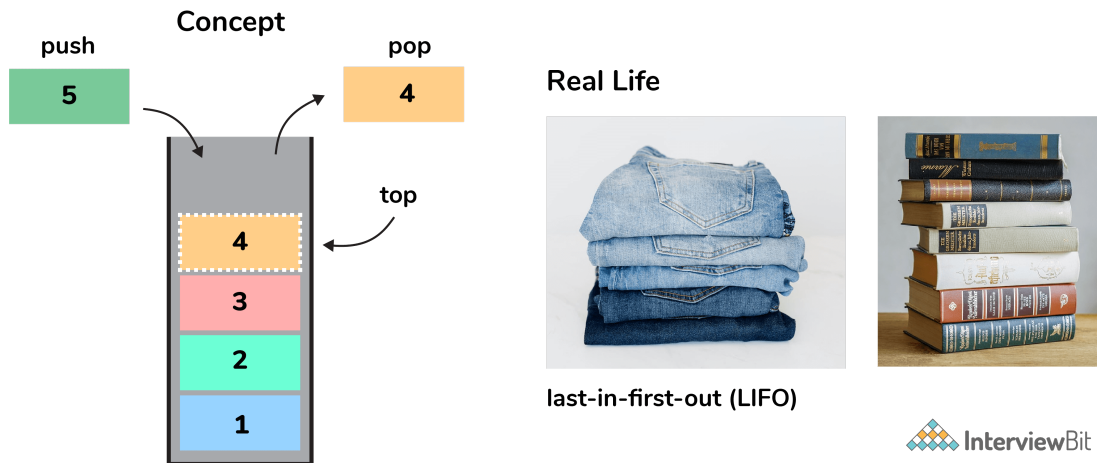 Concept
push
pop
5
4
top
4
3
2
1
Real Life
last-in-first-out (LIFO)
InterviewBit